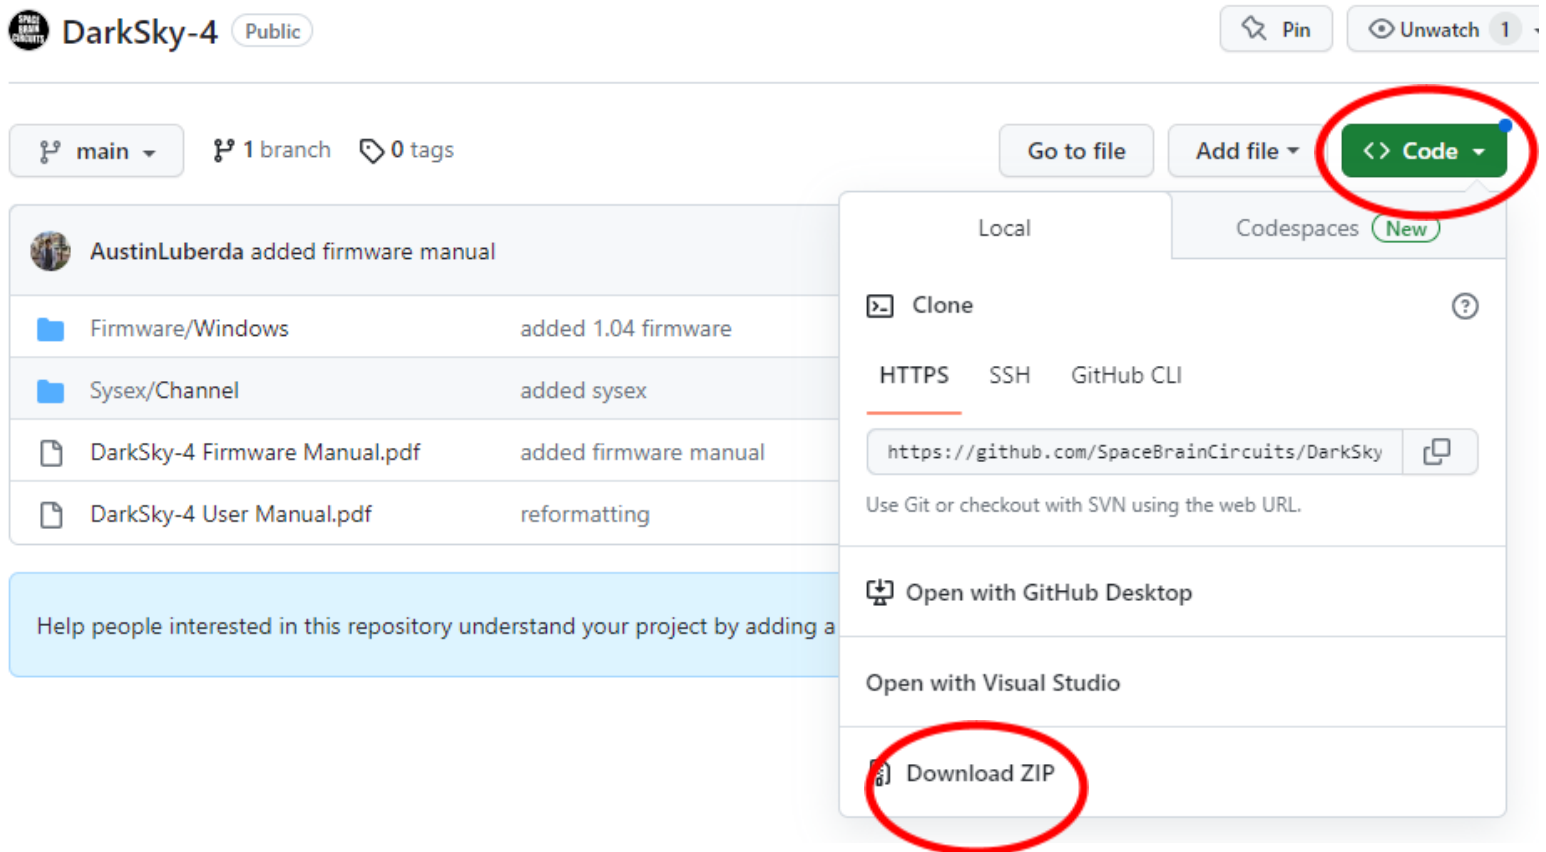 SPACE
BRAIN
CIRCUITS
DarkSky-4 Public
Pin
Unwatch 1
main
1 branch
0 tags
Go to file
Add file
<> Code
AustinLuberda added firmware manual
Firmware/Windows added 1.04 firmware
Sysex/Channel added sysex
DarkSky-4 Firmware Manual.pdf added firmware manual
DarkSky-4 User Manual.pdf reformatting
Help people interested in this repository understand your project by adding a
Local
Codespaces New
Clone
HTTPS SSH GitHub CLI
https://github.com/SpaceBrainCircuits/DarkSky
Use Git or checkout with SVN using the web URL.
Open with GitHub Desktop
Open with Visual Studio
Download ZIP